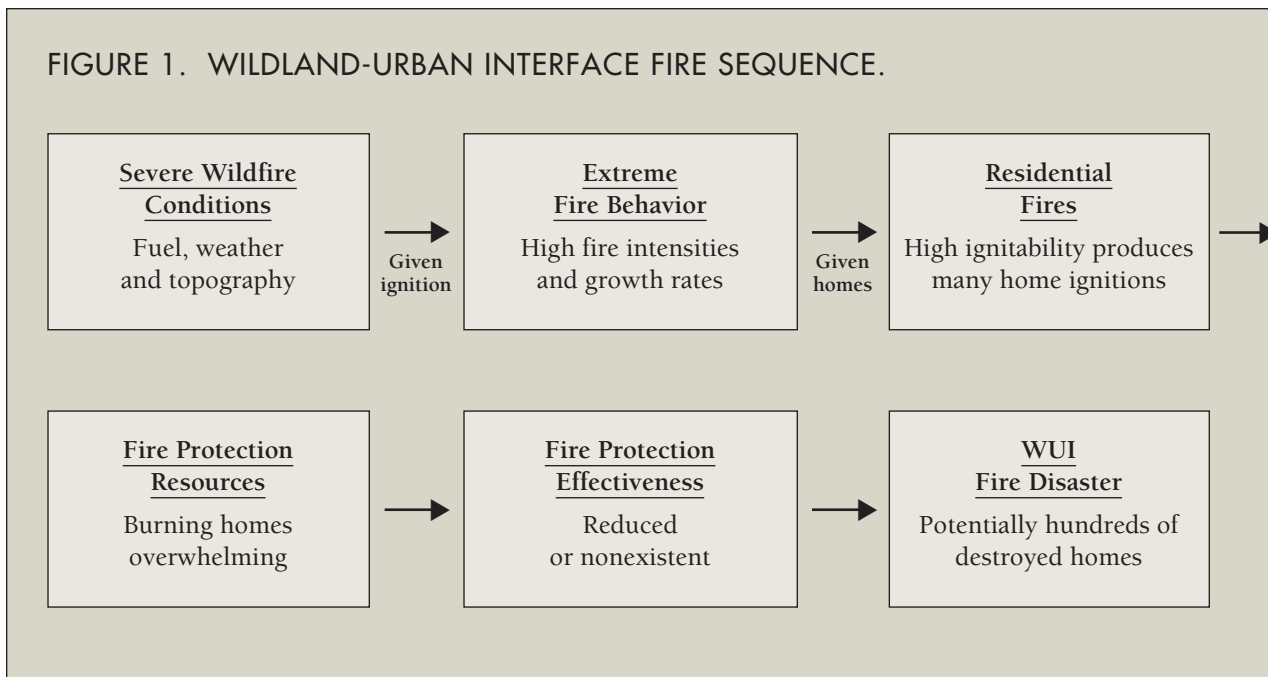 FIGURE 1. WILDLAND-URBAN INTERFACE FIRE SEQUENCE.
Severe Wildfire
Conditions
Fuel, weather
and topography
Given
ignition
Extreme
Fire Behavior
High fire intensities
and growth rates
Given
homes
Residential
Fires
High ignitability produces
many home ignitions
Fire Protection
Resources
Burning homes
overwhelming
Fire Protection
Effectiveness
Reduced
or nonexistent
WUI
Fire Disaster
Potentially hundreds of
destroyed homes